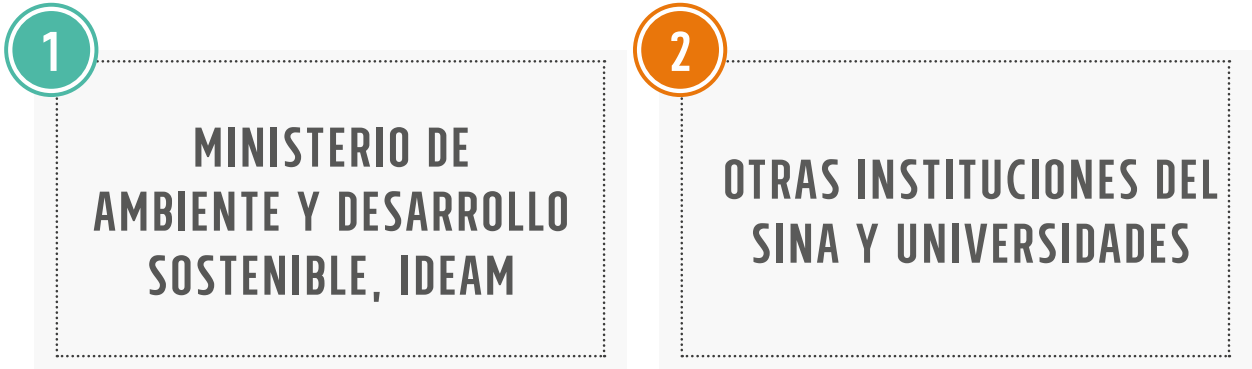 1
MINISTERIO DE
AMBIENTE Y DESARROLLO
SOSTENIBLE, IDEAM
2
OTRAS INSTITUCIONES DEL
SINA Y UNIVERSIDADES